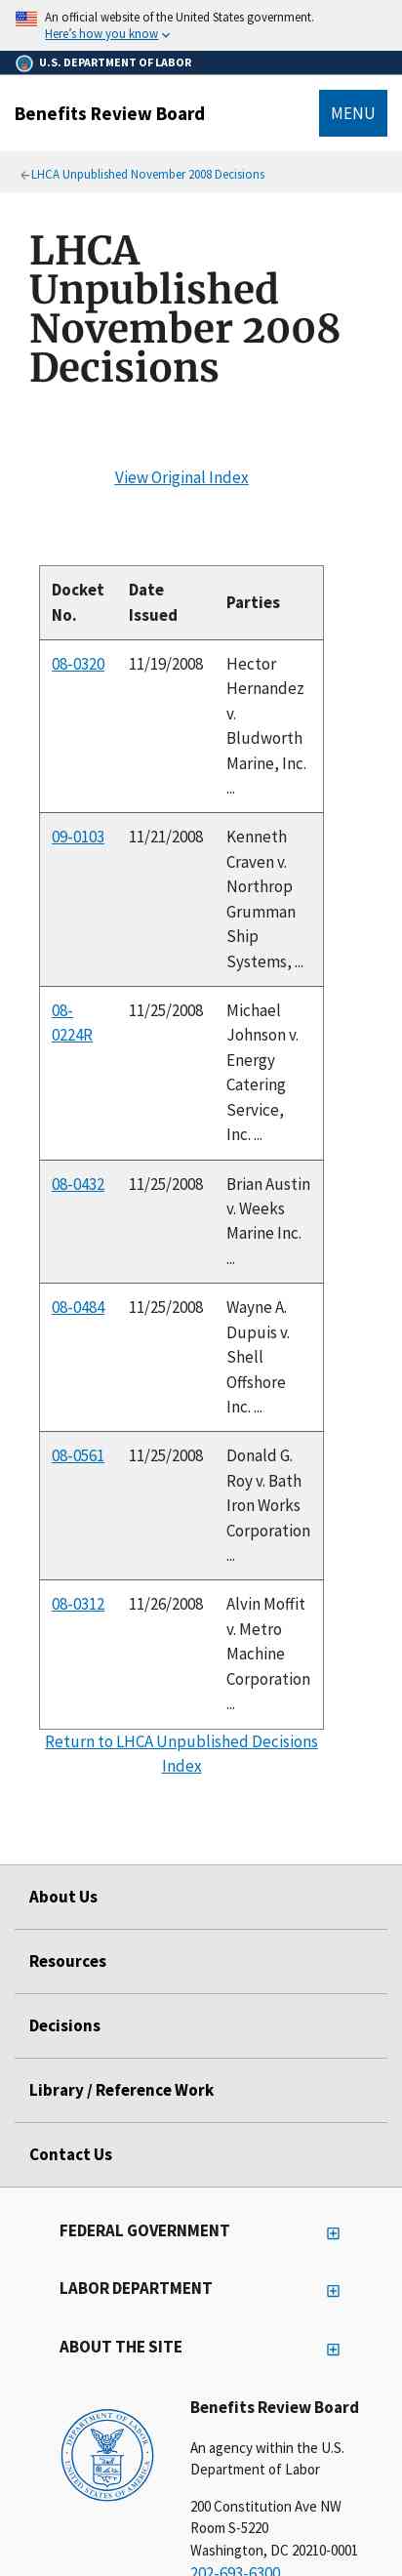 An official website of the United States government.
Here's how you know
U.S. DEPARTMENT OF LABOR
Benefits Review Board
MENU
LHCA Unpublished November 2008 Decisions
LHCA
Unpublished
November 2008
Decisions
View Original Index
Docket No.
Date Issued
Parties
08-0320
11/19/2008
Hector
Hernandez
v.
Bludworth
Marine, Inc.
...
09-0103
11/21/2008
Kenneth
Craven v.
Northrop
Grumman
Ship
Systems, ...
08-
0224R
11/25/2008
Michael
Johnson v.
Energy
Catering
Service,
Inc. ...
08-0432
11/25/2008
Brian Austin
v. Weeks
Marine Inc.
...
08-0484
11/25/2008
Wayne A.
Dupuis v.
Shell
Offshore
Inc. ...
08-0561
11/25/2008
Donald G.
Roy v. Bath
Iron Works
Corporation
...
08-0312
11/26/2008
Alvin Moffit
v. Metro
Machine
Corporation
...
Return to LHCA Unpublished Decisions
Index
About Us
Resources
Decisions
Library / Reference Work
Contact Us
FEDERAL GOVERNMENT
LABOR DEPARTMENT
ABOUT THE SITE
DEPARTMENT OF LABOR
UNITED STATES OF AMERICA
Benefits Review Board
An agency within the U.S.
Department of Labor
200 Constitution Ave NW
Room S-5220
Washington, DC 20210-0001
202-693-6300